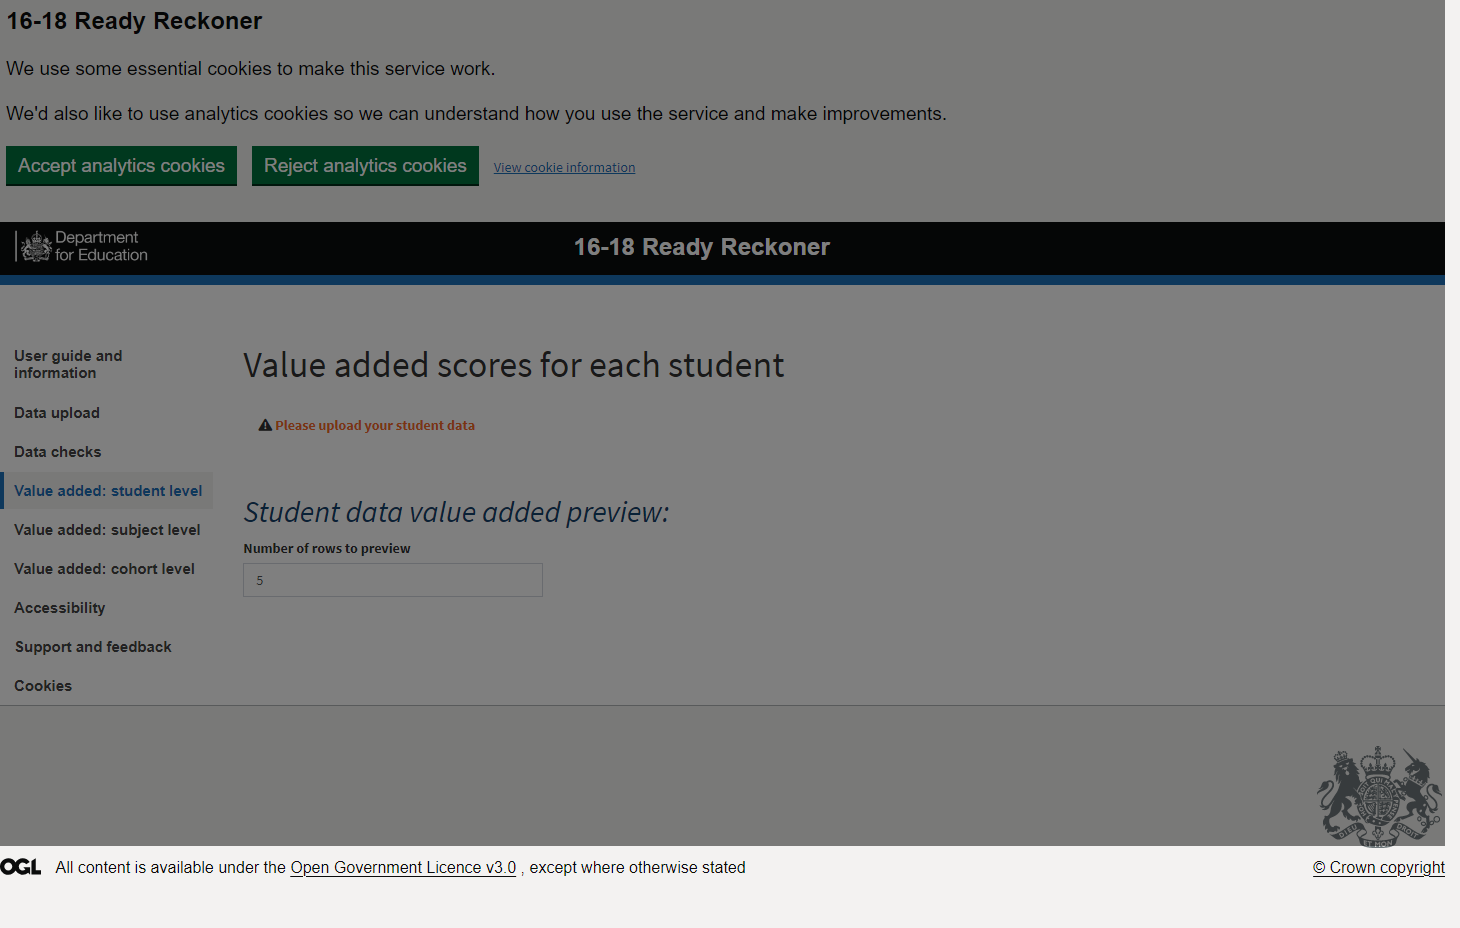 16-18 Ready Reckoner
We use some essential cookies to make this service work.
We'd also like to use analytics cookies so we can understand how you use the service and make improvements.
Accept analytics cookies
Reject analytics cookies
View cookie information
Department
for Education
16-18 Ready Reckoner
User guide and
information
Data upload
Data checks
Value added: student level
Value added: subject level
Value added: cohort level
Accessibility
Support and feedback
Cookies
Value added scores for each student
Please upload your student data
Student data value added preview:
Number of rows to preview
5
DIEU ET MON DROIT
OGL
All content is available under the Open Government Licence v3.0 , except where otherwise stated
© Crown copyright